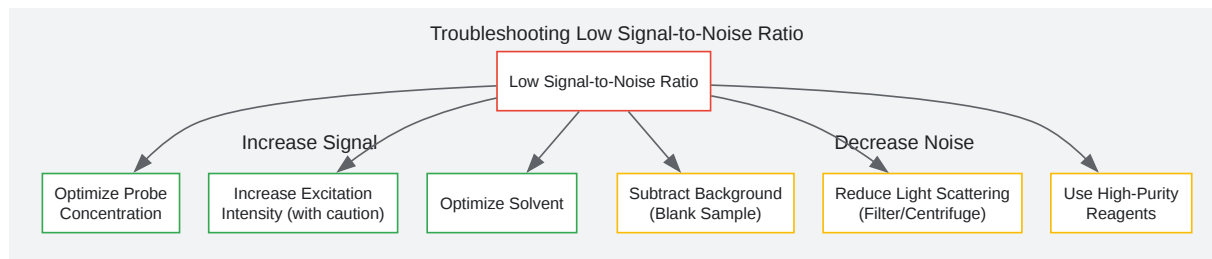 Troubleshooting Low Signal-to-Noise Ratio
Low Signal-to-Noise Ratio
Increase Signal
Decrease Noise
Optimize Probe
Concentration
Increase Excitation
Intensity (with caution)
Optimize Solvent
Subtract Background
(Blank Sample)
Reduce Light Scattering
(Filter/Centrifuge)
Use High-Purity
Reagents